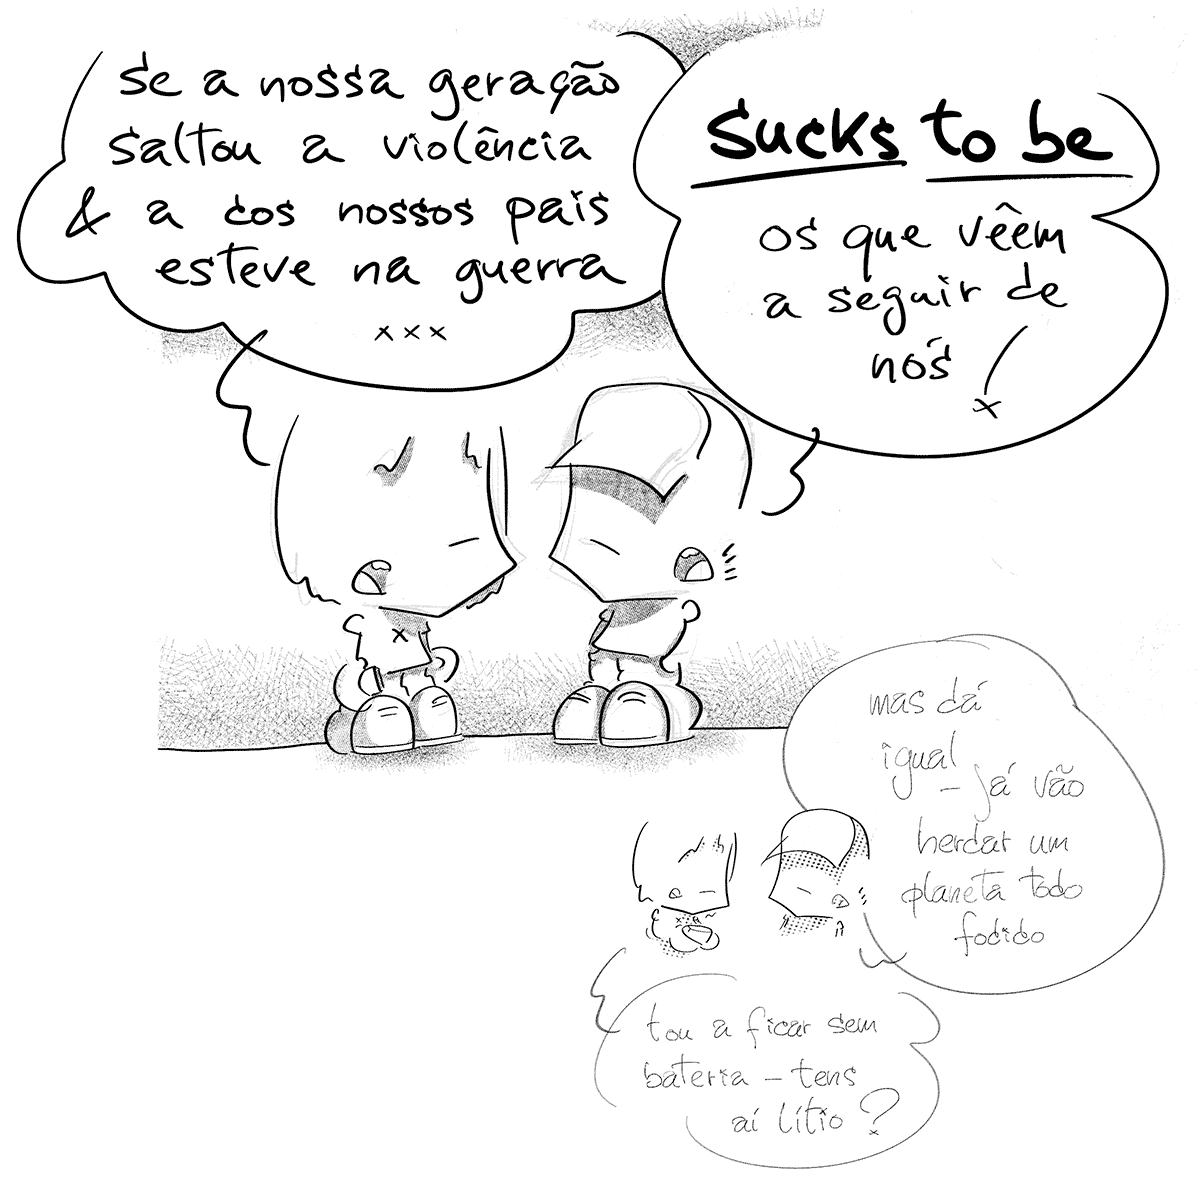 se a nossa geração
saltou a violência
& a dos nossos pais
esteve na guerra
xxx
sucks to be
os que vêem
a seguir de
nós
x
x
mas dá
igual
– já vão
herdar um
planeta todo
fodido
tou a ficar sem
bateria – tens
aí lítio?